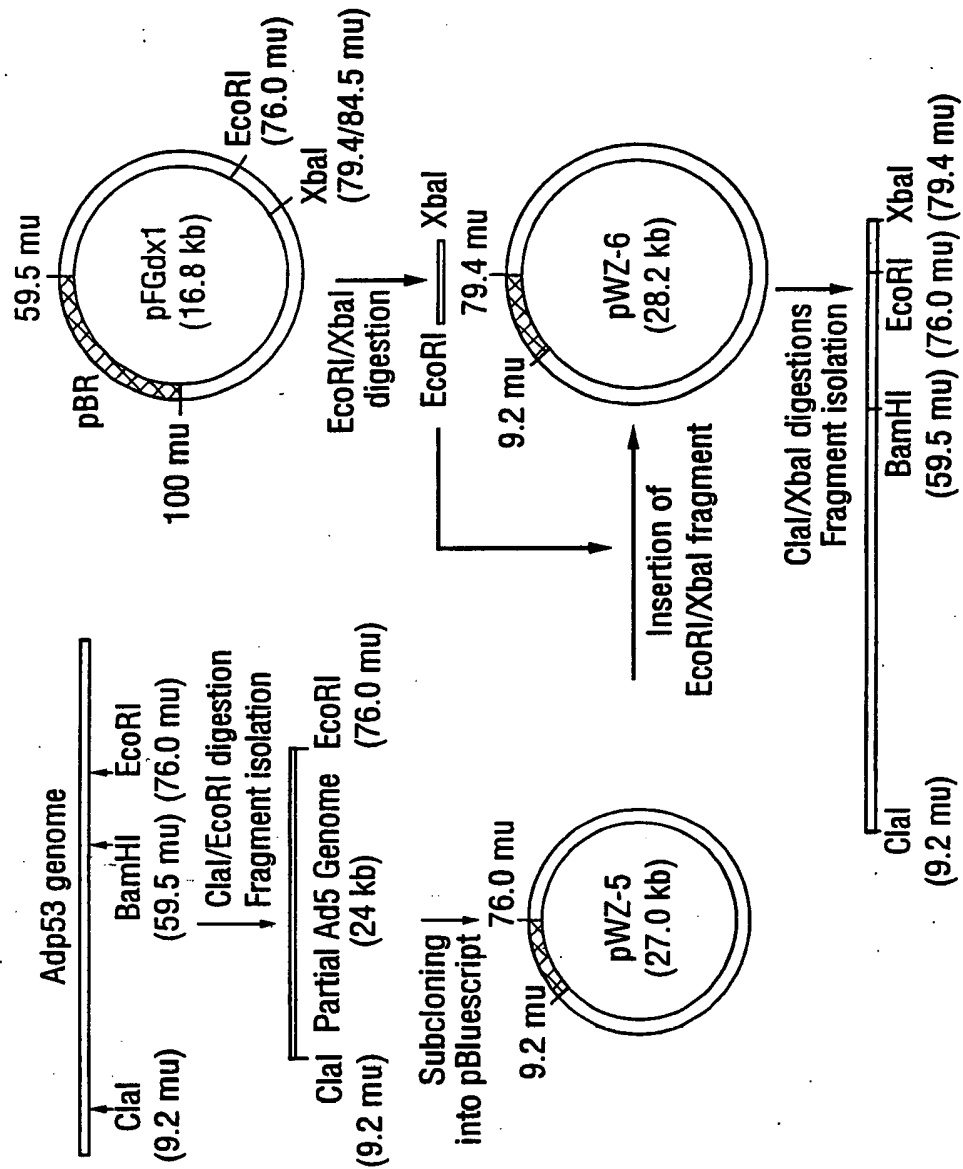 Adp53 genome
ClaI
(9.2 mu)
BamHI
(59.5 mu)
EcoRI
(76.0 mu)
ClaI/EcoRI digestion
Fragment isolation
ClaI
(9.2 mu)
Partial Ad5 Genome
(24 kb)
EcoRI
(76.0 mu)
Subcloning
into pBluescript
76.0 mu
9.2 mu
pWZ-5
(27.0 kb)
59.5 mu
pBR
100 mu
pFGdx1
(16.8 kb)
EcoRI
(76.0 mu)
XbaI
(79.4/84.5 mu)
EcoRI/XbaI
digestion
EcoRI
XbaI
Insertion of
EcoRI/XbaI fragment
79.4 mu
9.2 mu
pWZ-6
(28.2 kb)
ClaI/XbaI digestions
Fragment isolation
ClaI
(9.2 mu)
BamHI
(59.5 mu)
EcoRI
(76.0 mu)
XbaI
(79.4 mu)